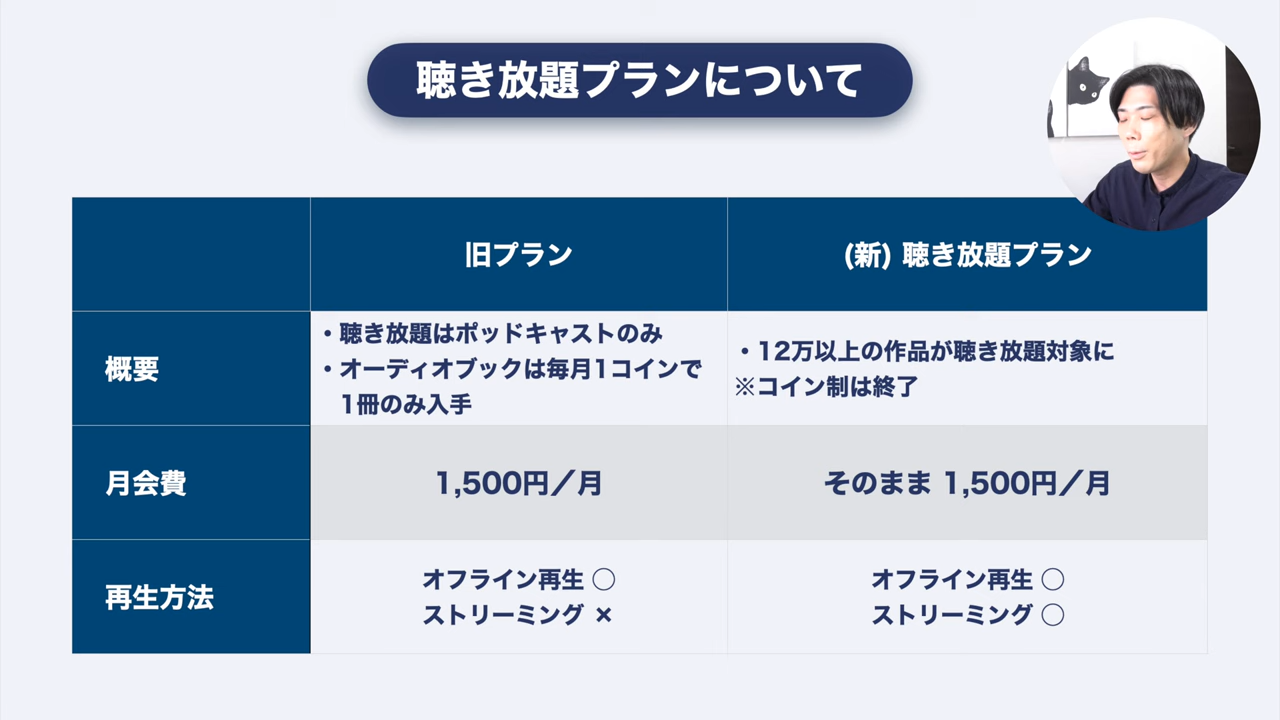 聴き放題プランについて
旧プラン
(新) 聴き放題プラン
概要
・聴き放題はポッドキャストのみ
・オーディオブックは毎月1コインで
1冊のみ入手
・12万以上の作品が聴き放題対象に
※コイン制は終了
月会費
1,500円／月
そのまま 1,500円／月
再生方法
オフライン再生 ○
ストリーミング ×
オフライン再生 ○
ストリーミング ○